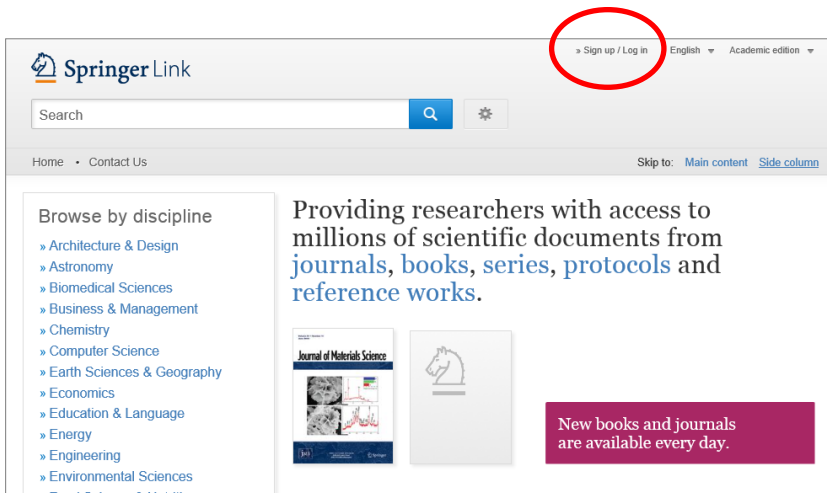 » Sign up / Log in English Academic edition
Springer Link
Search
Home • Contact Us
Skip to: Main content Side column
Browse by discipline
» Architecture & Design
» Astronomy
» Biomedical Sciences
» Business & Management
» Chemistry
» Computer Science
» Earth Sciences & Geography
» Economics
» Education & Language
» Energy
» Engineering
» Environmental Sciences
Providing researchers with access to
millions of scientific documents from
journals, books, series, protocols and
reference works.
Journal of Materials Science
New books and journals
are available every day.